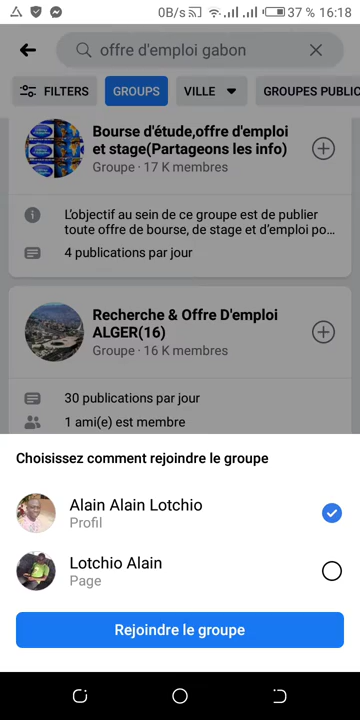 0B/s 37 % 16:18
offre d'emploi gabon
FILTERS GROUPS VILLE GROUPES PUBLIC
Bourse d'étude,offre d'emploi
et stage(Partageons les info)
Groupe · 17 K membres
L'objectif au sein de ce groupe est de publier
toute offre de bourse, de stage et d'emploi po...
4 publications par jour
Recherche & Offre D'emploi
ALGER(16)
Groupe · 16 K membres
30 publications par jour
1 ami(e) est membre
Choisissez comment rejoindre le groupe
Alain Alain Lotchio
Profil
Lotchio Alain
Page
Rejoindre le groupe